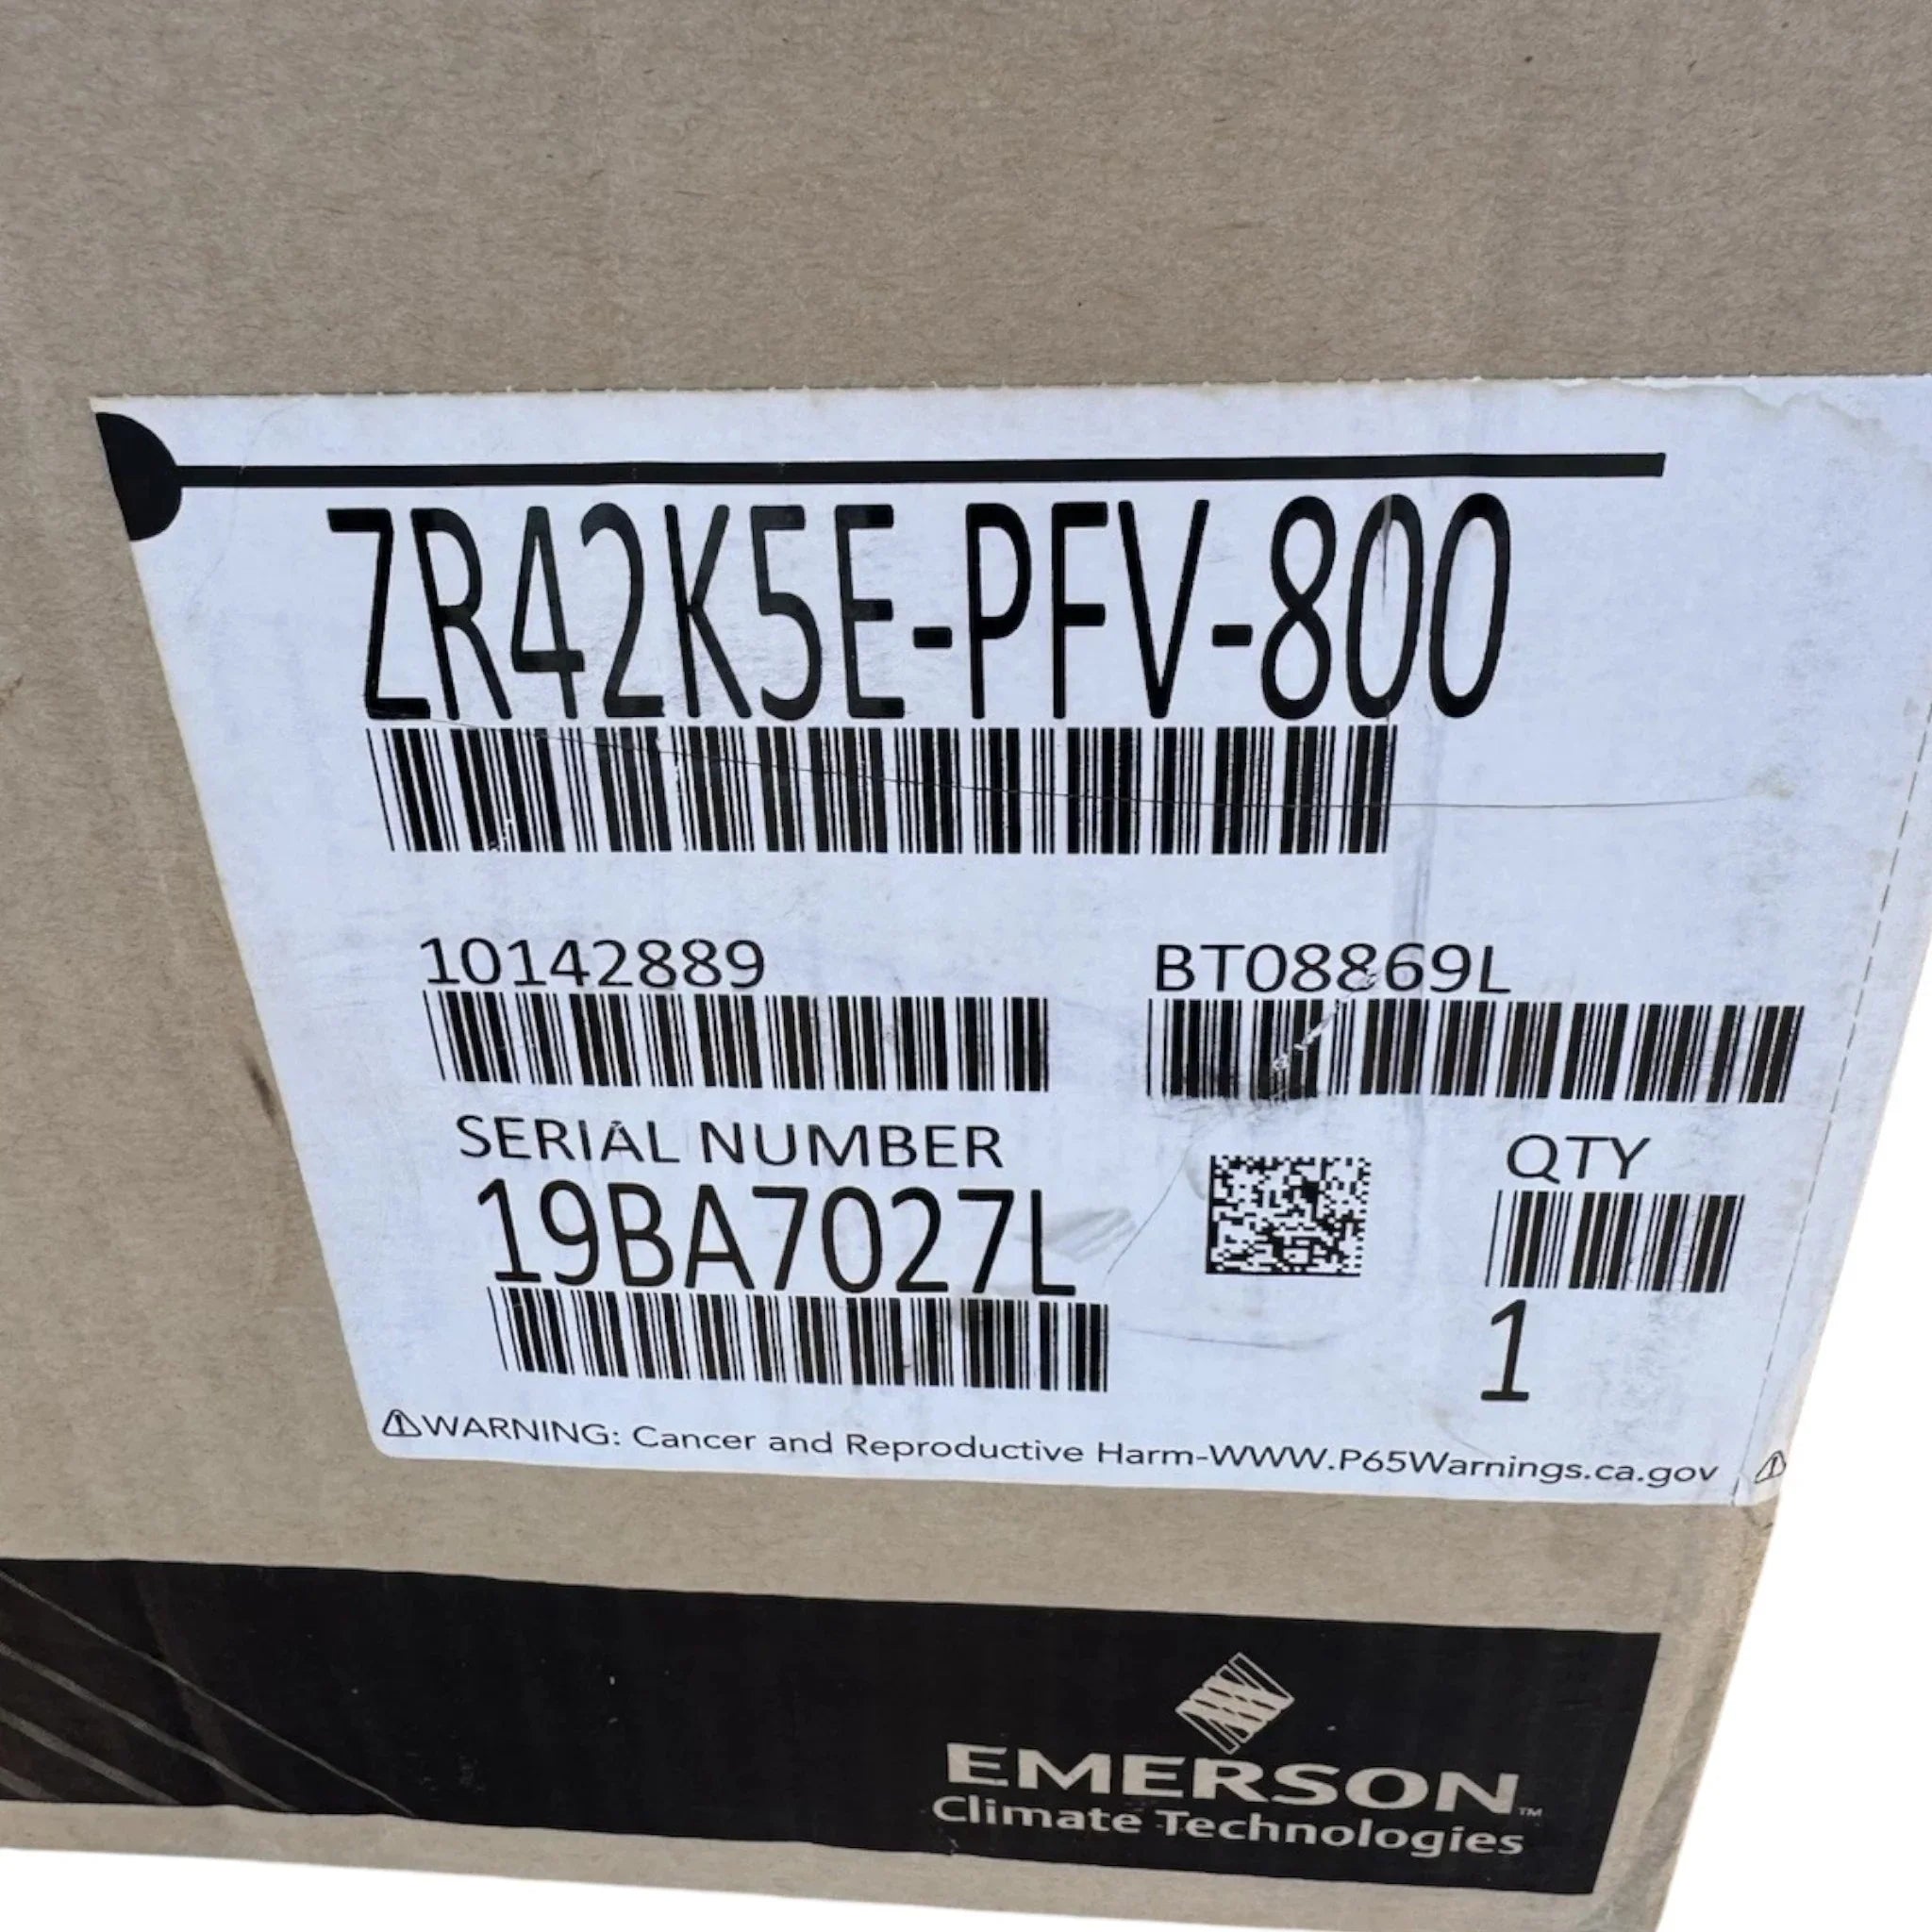 ZR42K5E-PFV-800
10142889
BT08869L
SERIAL NUMBER
19BA7027L
QTY
1
⚠WARNING: Cancer and Reproductive Harm-WWW.P65Warnings.ca.gov ⚠
EMERSON™
Climate Technologies